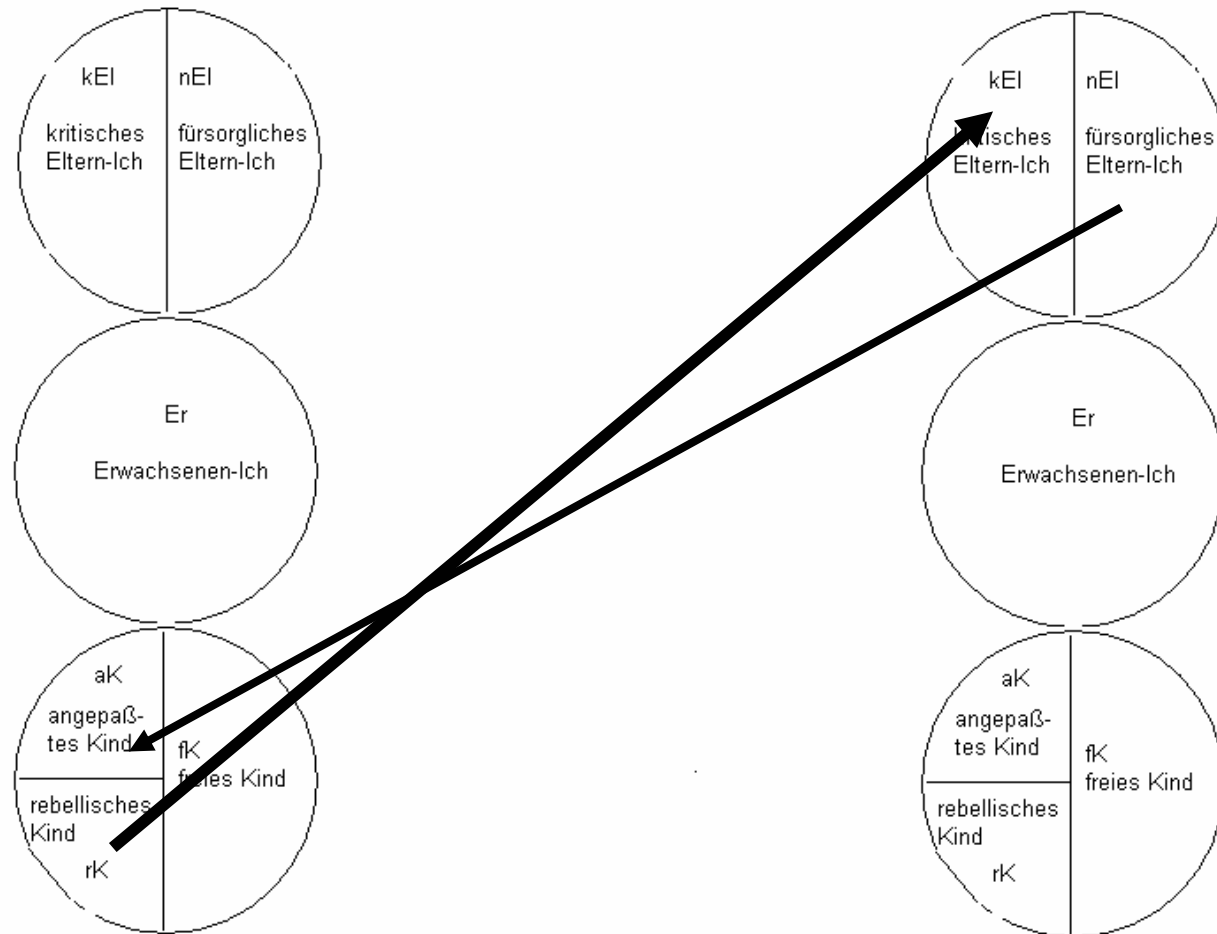 kEl
kritisches
Eltern-Ich
nEl
fürsorgliches
Eltern-Ich
kEl
kritisches
Eltern-Ich
nEl
fürsorgliches
Eltern-Ich
Er
Erwachsenen-Ich
Er
Erwachsenen-Ich
aK
angepaß-
tes Kind
fK
freies Kind
rebellisches
Kind
rK
aK
angepaß-
tes Kind
fK
freies Kind
rebellisches
Kind
rK